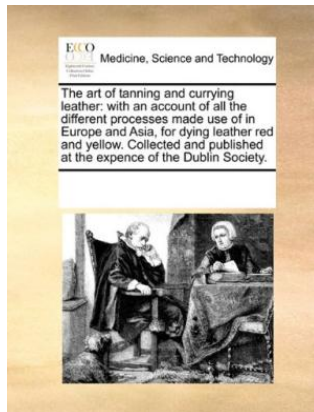 ECCO
Medicine, Science and Technology
The art of tanning and currying
leather: with an account of all the
different processes made use of in
Europe and Asia, for dying leather red
and yellow. Collected and published
at the expence of the Dublin Society.